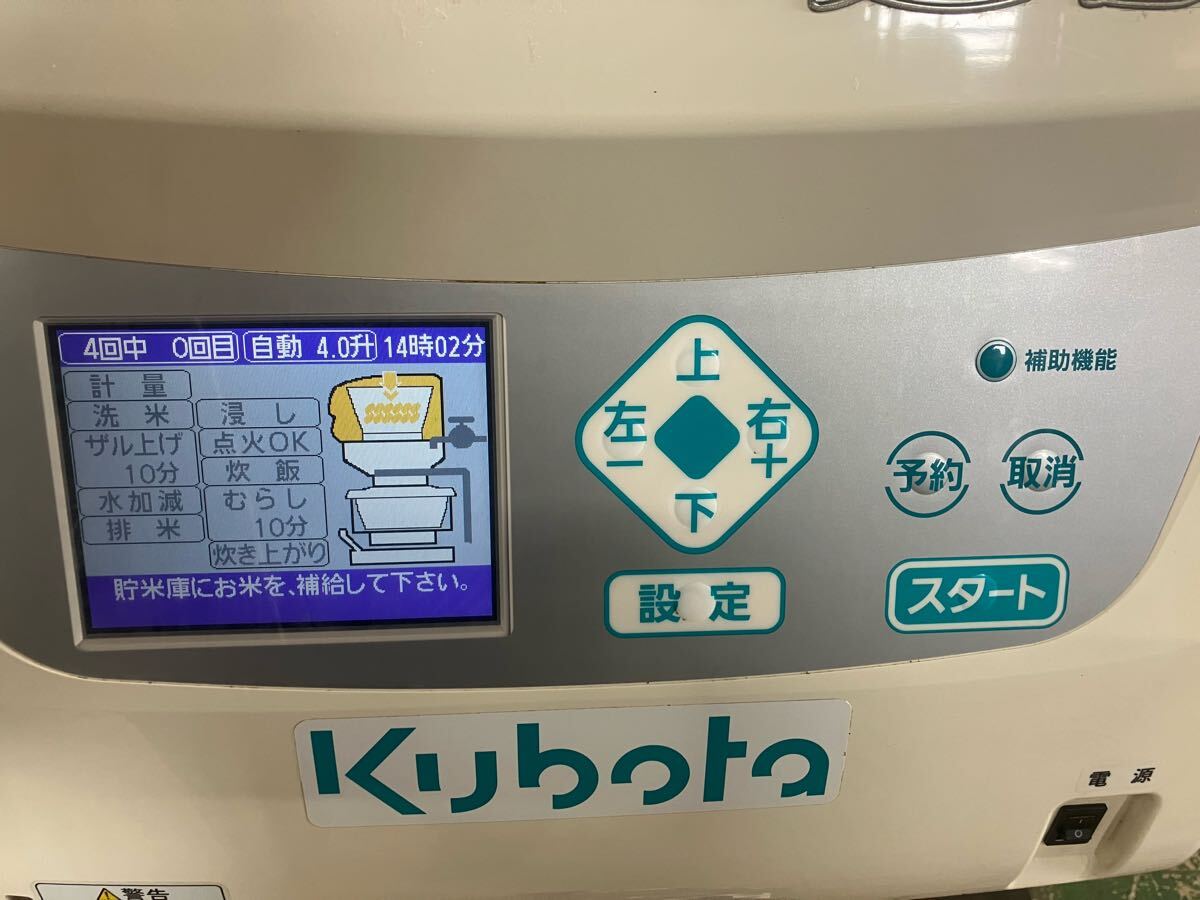 4回中 0回目 自動 4.0升 14時02分
計量
洗米
ザル上げ
10分
水加減
排米
浸し
点火OK
炊飯
むらし
10分
炊き上がり
貯米庫にお米を、補給して下さい。
上
左
−
右
+
下
設定
補助機能
予約
取消
スタート
Kubota
電源
警告